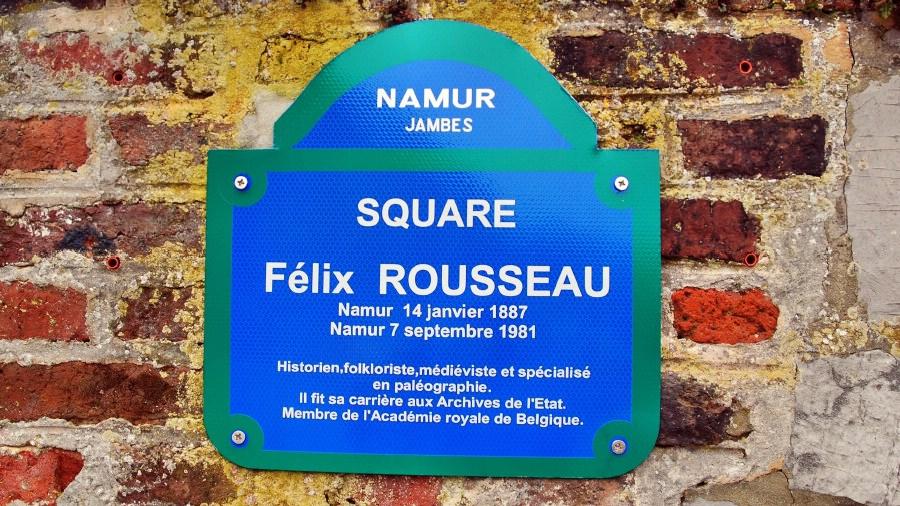 NAMUR
JAMBES
SQUARE
Félix ROUSSEAU
Namur 14 janvier 1887
Namur 7 septembre 1981
Historien,folkloriste,médiéviste et spécialisé
en paléographie.
Il fit sa carrière aux Archives de l'Etat.
Membre de l'Académie royale de Belgique.